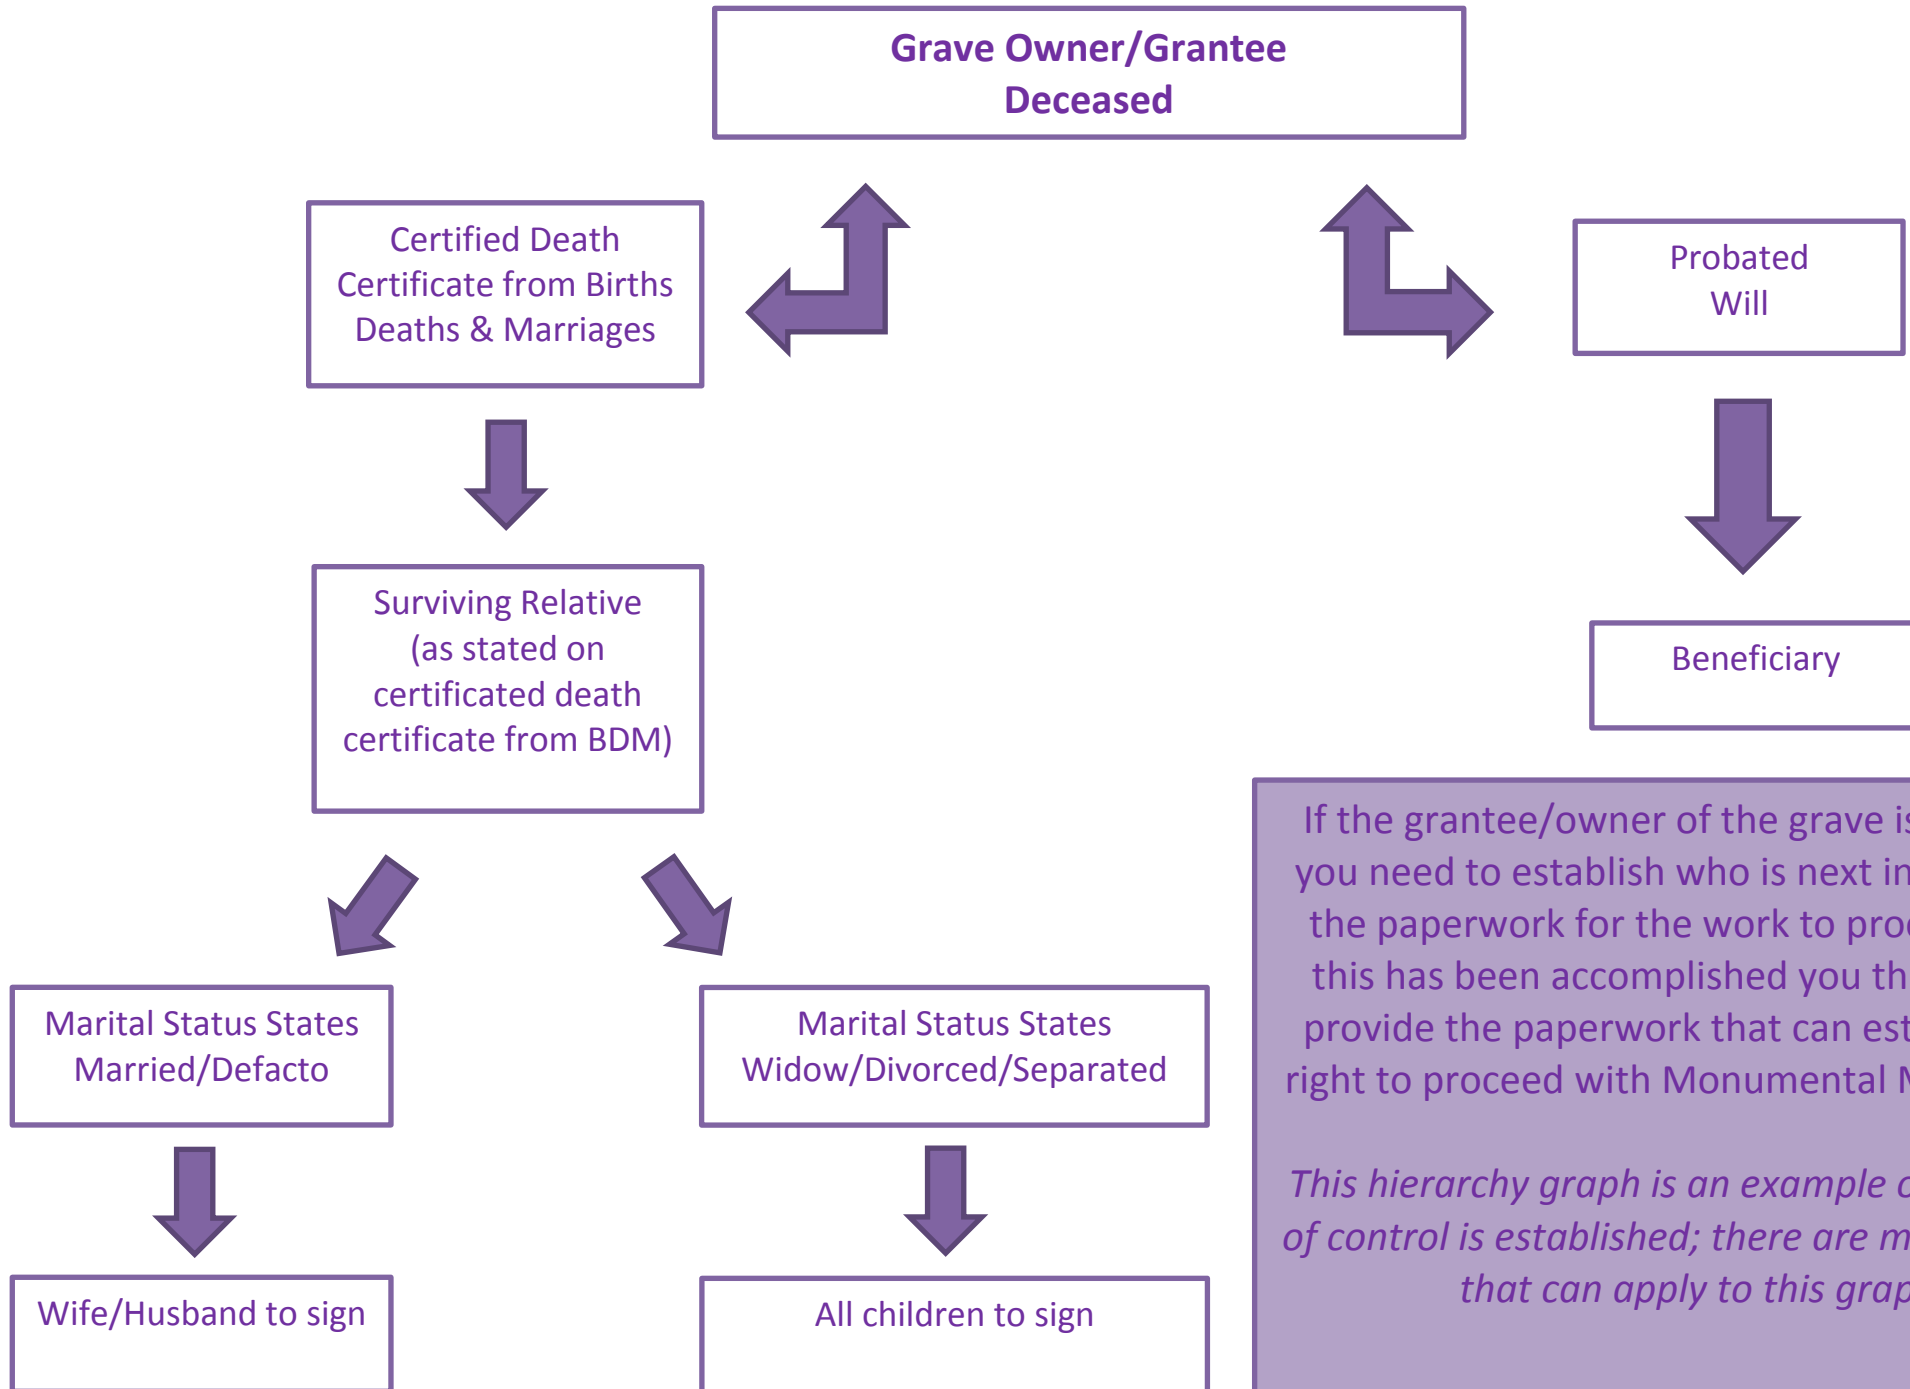 Grave Owner/Grantee
Deceased
Certified Death
Certificate from Births
Deaths & Marriages
Probated
Will
Surviving Relative
(as stated on
certificated death
certificate from BDM)
Beneficiary
Marital Status States
Married/Defacto
Marital Status States
Widow/Divorced/Separated
Wife/Husband to sign
All children to sign
If the grantee/owner of the grave is
you need to establish who is next in
the paperwork for the work to
this has been accomplished you
provide the paperwork that can
right to proceed with Monumental
This hierarchy graph is an example
of control is established; there are
that can apply to this